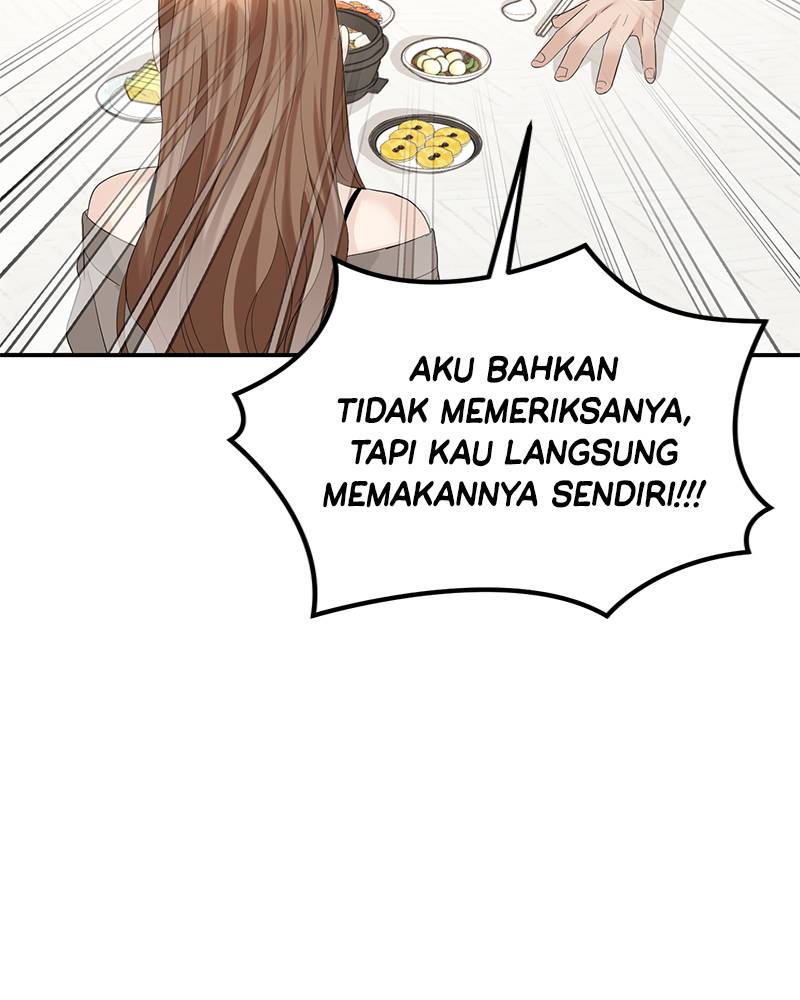 AKU BAHKAN
TIDAK MEMERIKSANYA,
TAPI KAU LANGSUNG
MEMAKANNYA SENDIRI!!!